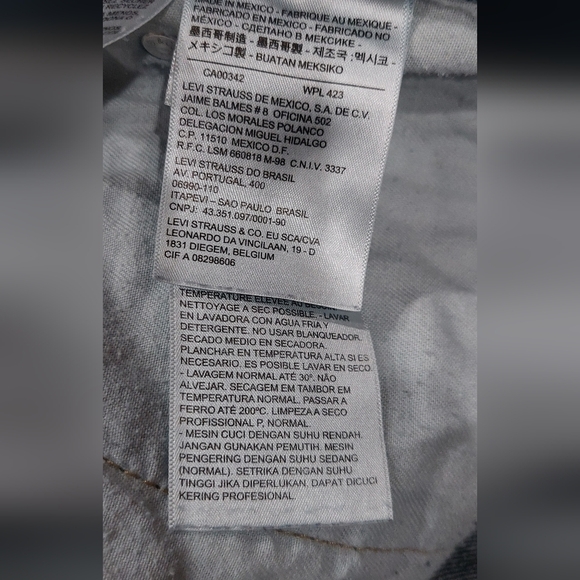 MADE IN MEXICO - FABRIQUE AU MEXIQUE -
FABRICADO EN MEXICO - FABRICADO NO
MÉXICO - СДЕЛАНО В МЕКСИКЕ -
墨西哥制造 - 墨西哥製 - 제조국 :멕시코 -
メキシコ製 - BUATAN MEKSIKO
CA00342 WPL 423
LEVI STRAUSS DE MEXICO, S.A. DE C.V.
JAIME BALMES # 8 OFICINA 502
COL. LOS MORALES POLANCO
DELEGACION MIGUEL HIDALGO
C.P. 11510 MEXICO D.F.
R.F.C. LSM 660818 M-98 C.N.I.V. 3337
LEVI STRAUSS DO BRASIL
AV. PORTUGAL, 400
06990-110
ITAPEVI – SAO PAULO BRASIL
CNPJ: 43.351.097/0001-90
LEVI STRAUSS & CO. EU SCA/CVA
LEONARDO DA VINCILAAN, 19 - D
1831 DIEGEM, BELGIUM
CIF A 08298606
TEMPERATURE ELEVEE AU
NETTOYAGE A SEC POSSIBLE. - LAVAR
EN LAVADORA CON AGUA FRIA Y
DETERGENTE. NO USAR BLANQUEADOR.
SECADO MEDIO EN SECADORA.
PLANCHAR EN TEMPERATURA ALTA SI ES
NECESARIO. ES POSIBLE LAVAR EN SECO.
- LAVAGEM NORMAL ATÉ 30º. NÃO
ALVEJAR. SECAGEM EM TAMBOR EM
TEMPERATURA NORMAL. PASSAR A
FERRO ATÉ 200ºC. LIMPEZA A SECO
PROFISSIONAL P, NORMAL.
- MESIN CUCI DENGAN SUHU RENDAH.
JANGAN GUNAKAN PEMUTIH. MESIN
PENGERING DENGAN SUHU SEDANG
(NORMAL). SETRIKA DENGAN SUHU
TINGGI JIKA DIPERLUKAN. DAPAT DICUCI
KERING PROFESIONAL.